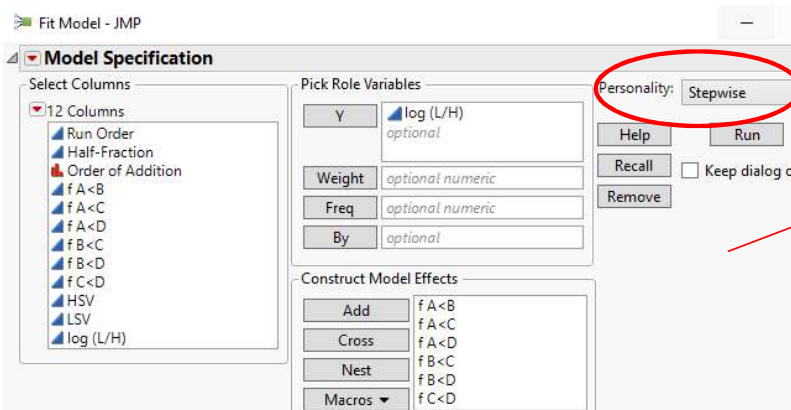 Fit Model - JMP
Model Specification
Select Columns
12 Columns
Run Order
Half-Fraction
Order of Addition
f A<B
f A<C
f A<D
f B<C
f B<D
f C<D
HSV
LSV
log (L/H)
Pick Role Variables
Y
log (L/H)
optional
Weight
optional numeric
Freq
optional numeric
By
optional
Construct Model Effects
Add
Cross
Nest
Macros
f A<B
f A<C
f A<D
f B<C
f B<D
f C<D
Personality:
Stepwise
Help
Run
Recall
Keep dialog
Remove